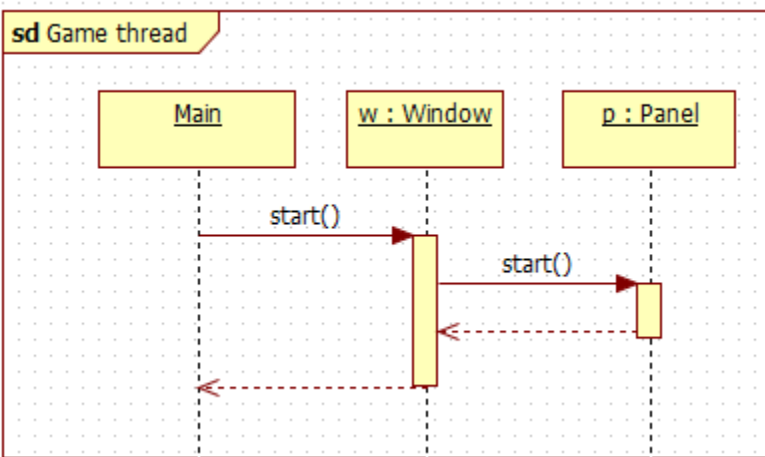 sd Game thread
Main
w : Window
p : Panel
start()
start()